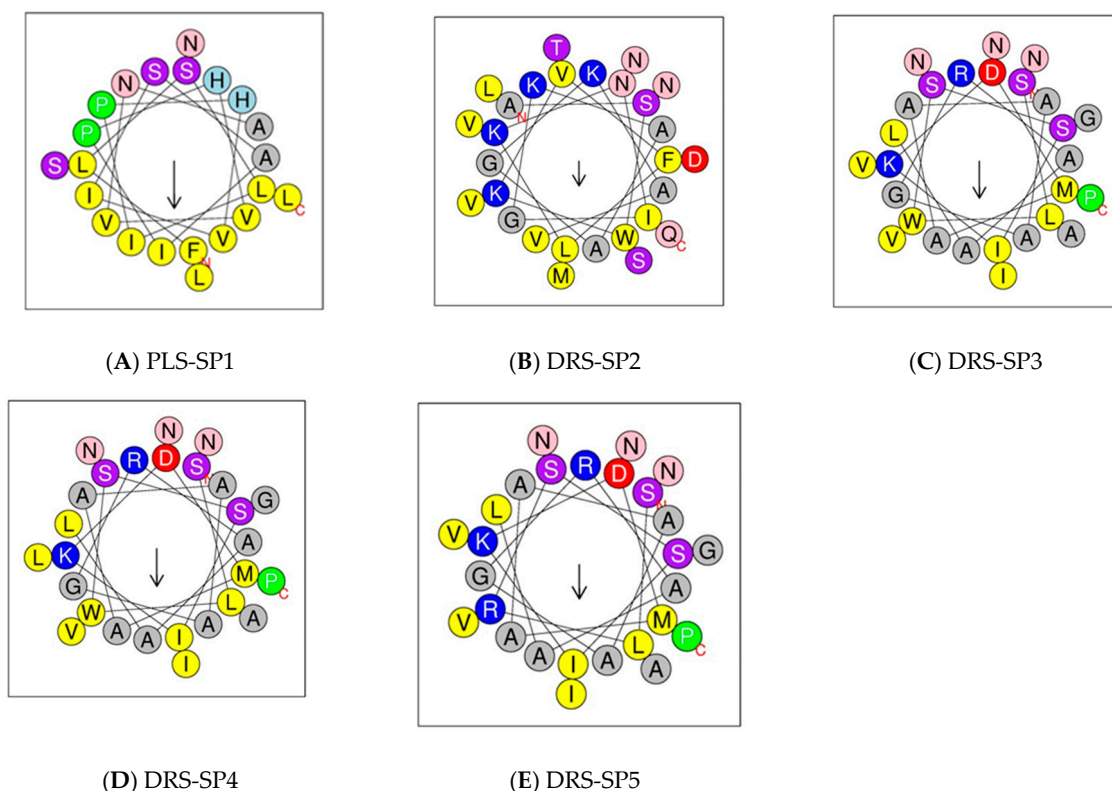 N
N S S H
P H
P A
S L A
I L L
C
V V
I I F V
N
L
T
K V K N N
L A S N
N
V K A
G F D
V K A
G I Q
C
V L A W S
M
N N N
S R D S
N
A A G
L S
V K A
G M P
C
V W L A
A A I A
I
(A) PLS-SP1
(B) DRS-SP2
(C) DRS-SP3
N N N
S R D S
N
A A G
L S
L K A
G M P
C
V W L A
A A I A
I
N N N
S R D S
N
A A
L
V K S G
G A
V R M P
C
A A I A L A
I
(D) DRS-SP4
(E) DRS-SP5